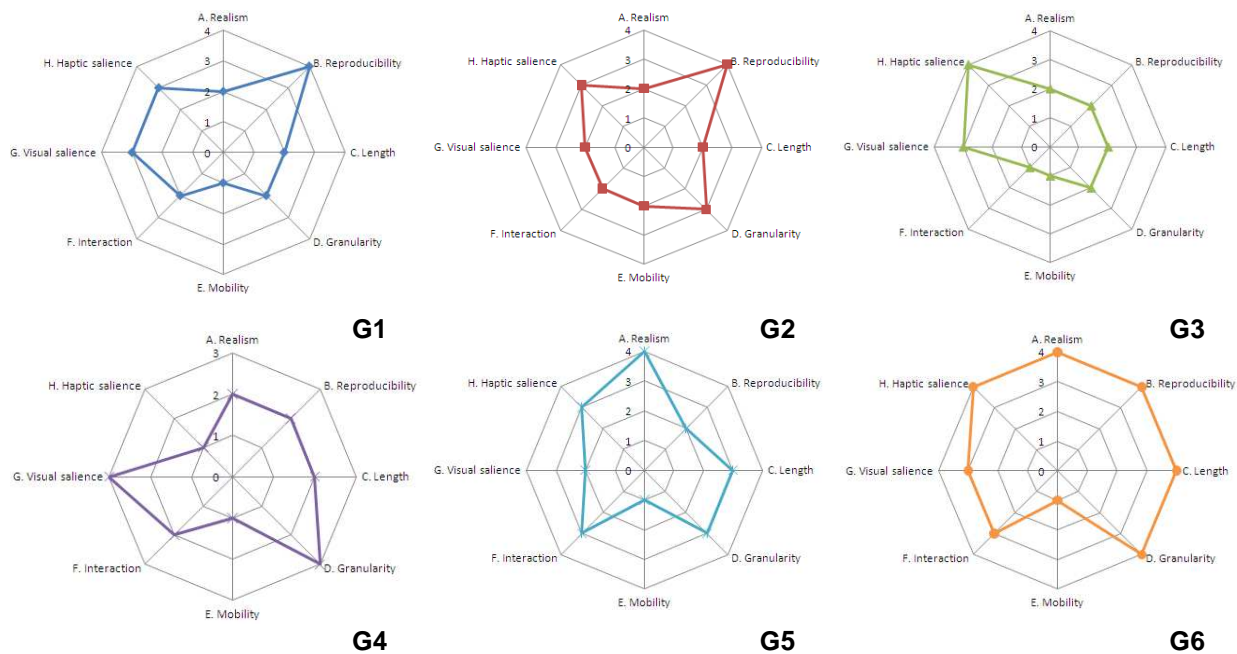 A. Realism
4
3
2
1
0
B. Reproducibility
C. Length
D. Granularity
E. Mobility
F. Interaction
G. Visual salience
H. Haptic salience
G1
A. Realism
4
3
2
1
0
B. Reproducibility
C. Length
D. Granularity
E. Mobility
F. Interaction
G. Visual salience
H. Haptic salience
G2
A. Realism
4
3
2
1
0
B. Reproducibility
C. Length
D. Granularity
E. Mobility
F. Interaction
G. Visual salience
H. Haptic salience
G3
A. Realism
3
2
1
0
B. Reproducibility
C. Length
D. Granularity
E. Mobility
F. Interaction
G. Visual salience
H. Haptic salience
G4
A. Realism
4
3
2
1
0
B. Reproducibility
C. Length
D. Granularity
E. Mobility
F. Interaction
G. Visual salience
H. Haptic salience
G5
A. Realism
4
3
2
1
0
B. Reproducibility
C. Length
D. Granularity
E. Mobility
F. Interaction
G. Visual salience
H. Haptic salience
G6